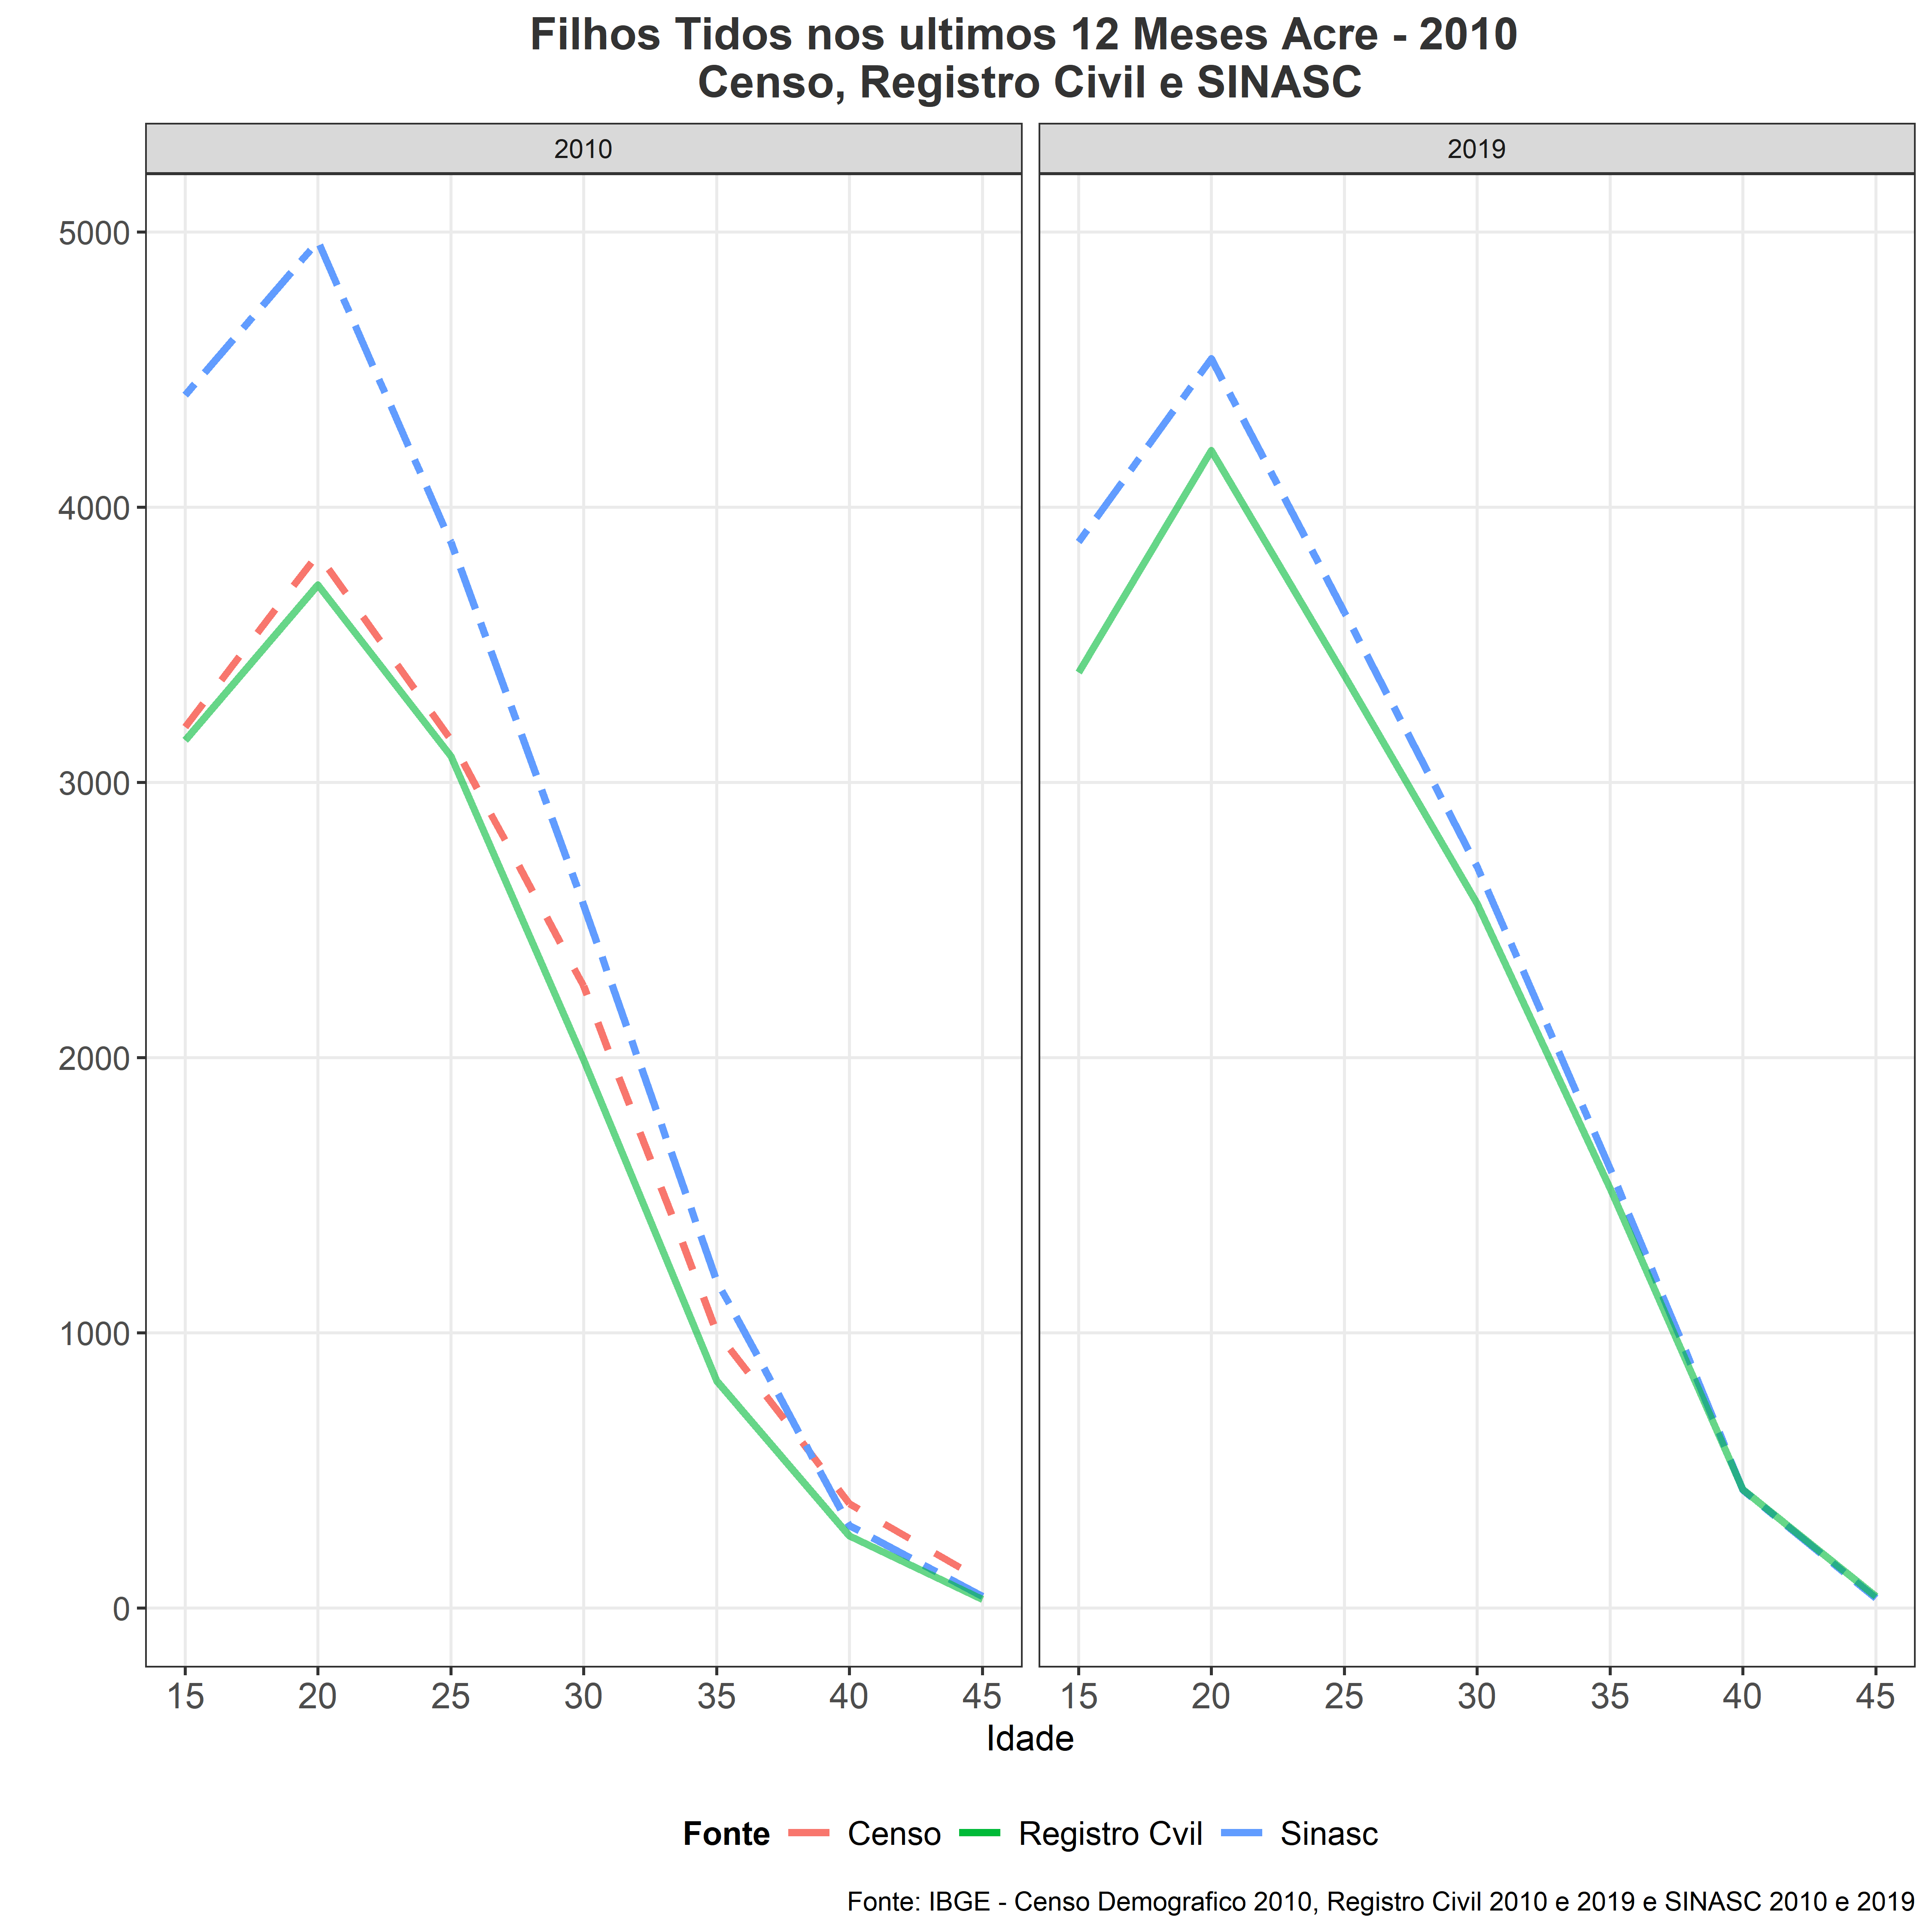 Filhos Tidos nos ultimos 12 Meses Acre - 2010
Censo, Registro Civil e SINASC
2010
2019
5000
4000
3000
2000
1000
0
15 20 25 30 35 40 45
15 20 25 30 35 40 45
Idade
Fonte Censo Registro Cvil Sinasc
Fonte: IBGE - Censo Demografico 2010, Registro Civil 2010 e 2019 e SINASC 2010 e 2019